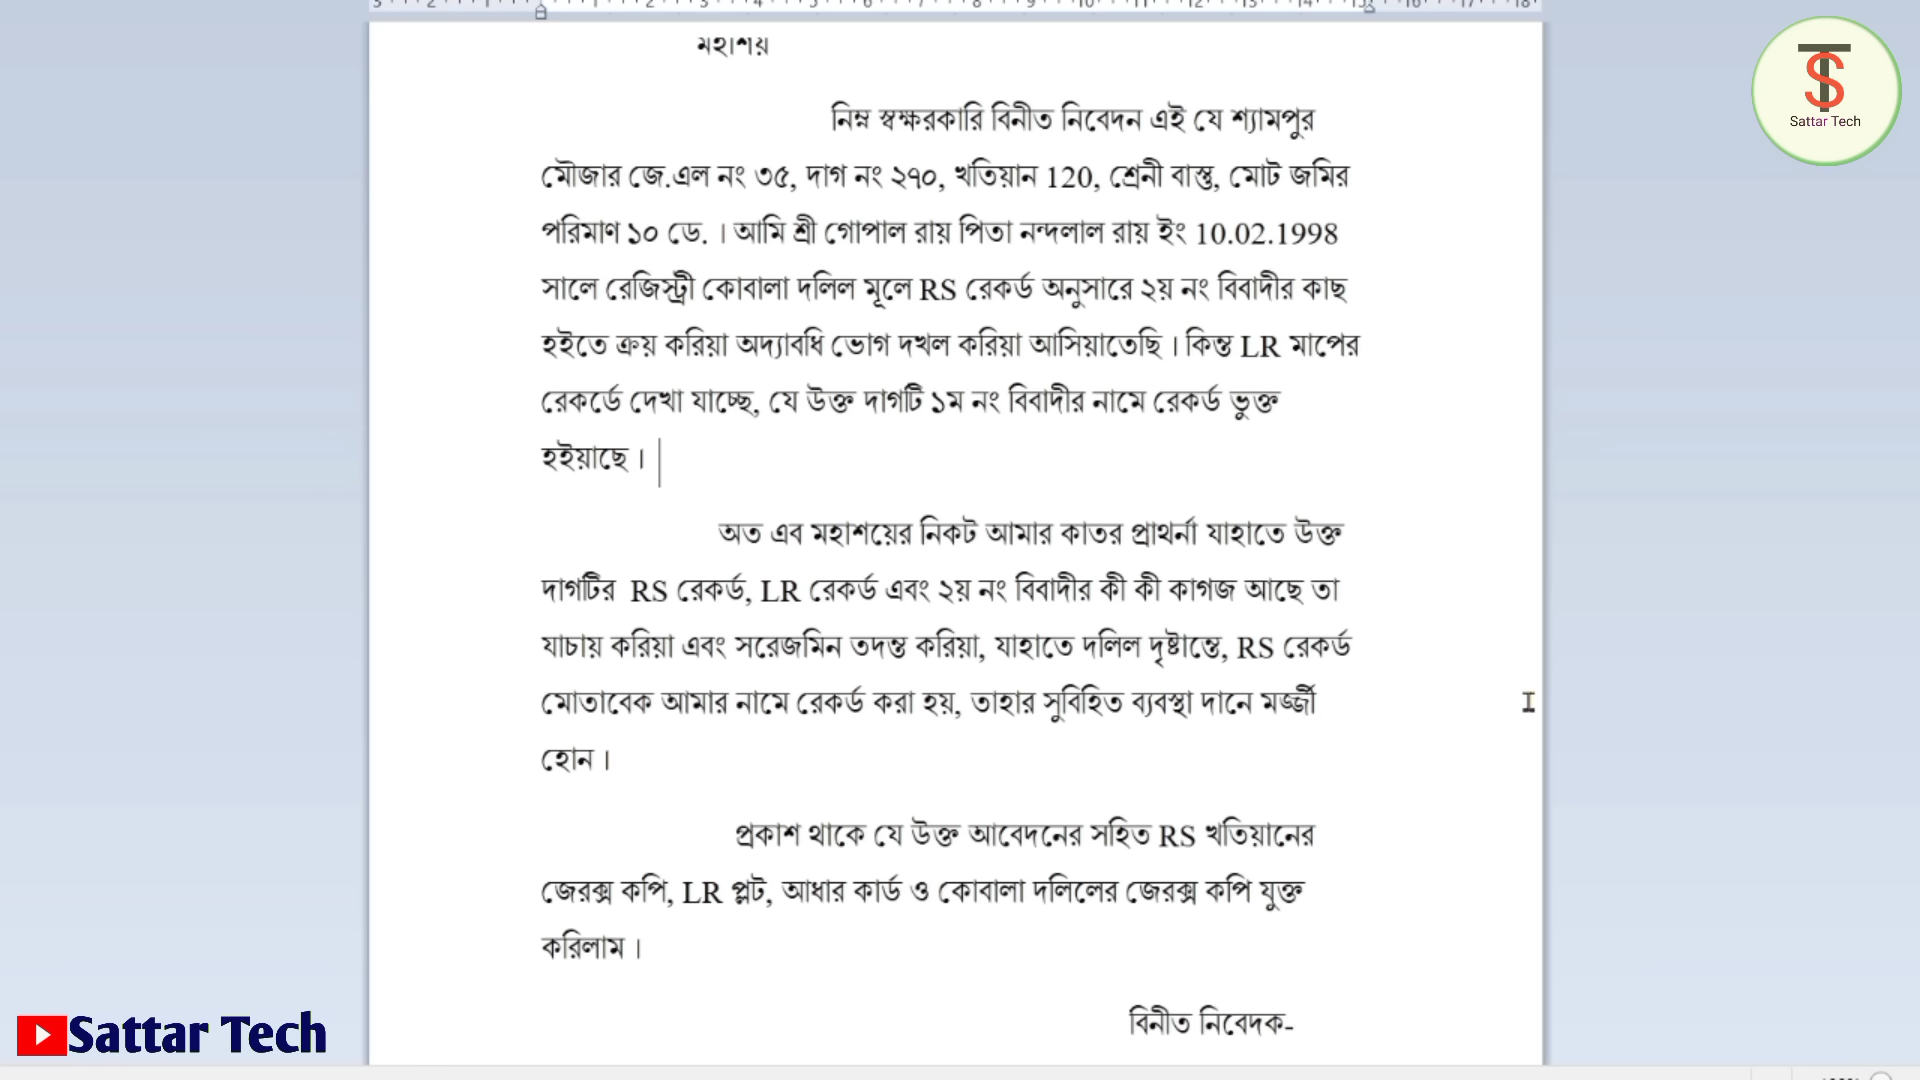 মহাশয়
নিম্ন স্বক্ষরকারি বিনীত নিবেদন এই যে শ্যামপুর
মৌজার জে.এল নং ৩৫, দাগ নং ২৭০, খতিয়ান 120, শ্রেনী বাস্তু, মোট জমির
পরিমাণ ১০ ডে. । আমি শ্রী গোপাল রায় পিতা নন্দলাল রায় ইং 10.02.1998
সালে রেজিস্ট্রী কোবালা দলিল মূলে RS রেকর্ড অনুসারে ২য় নং বিবাদীর কাছ
হইতে ক্রয় করিয়া অদ্যাবধি ভোগ দখল করিয়া আসিয়াতেছি । কিন্ত LR মাপের
রেকর্ডে দেখা যাচ্ছে, যে উক্ত দাগটি ১ম নং বিবাদীর নামে রেকর্ড ভুক্ত
হইয়াছে ।
অত এব মহাশয়ের নিকট আমার কাতর প্রাথর্না যাহাতে উক্ত
দাগটির RS রেকর্ড, LR রেকর্ড এবং ২য় নং বিবাদীর কী কী কাগজ আছে তা
যাচায় করিয়া এবং সরেজমিন তদন্ত করিয়া, যাহাতে দলিল দৃষ্টান্তে, RS রেকর্ড
মোতাবেক আমার নামে রেকর্ড করা হয়, তাহার সুবিহিত ব্যবস্থা দানে মর্জ্জী
হোন ।
প্রকাশ থাকে যে উক্ত আবেদনের সহিত RS খতিয়ানের
জেরক্স কপি, LR প্লট, আধার কার্ড ও কোবালা দলিলের জেরক্স কপি যুক্ত
করিলাম ।
বিনীত নিবেদক-
Sattar Tech
Sattar Tech